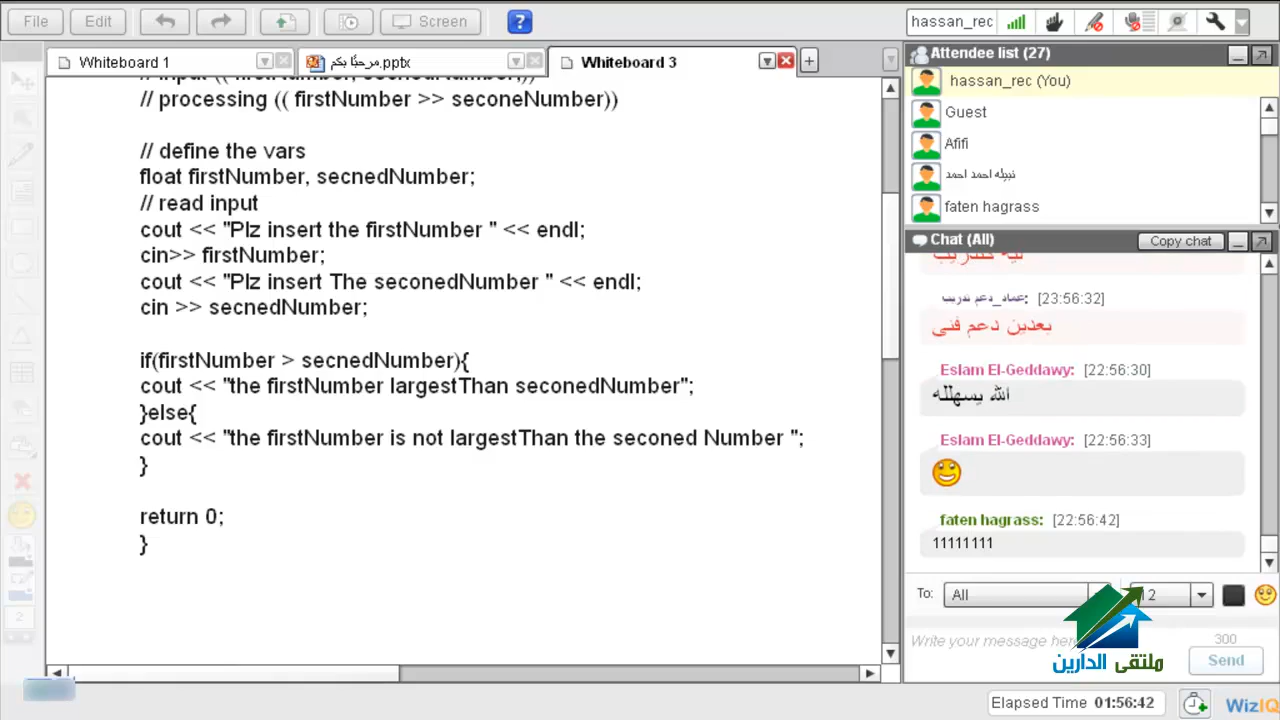 File Edit Screen ? hassan_rec
Whiteboard 1 مرحبًا بكم.pptx Whiteboard 3
// processing (( firstNumber >> seconeNumber))
// define the vars
float firstNumber, secnedNumber;
// read input
cout << "Plz insert the firstNumber " << endl;
cin>> firstNumber;
cout << "Plz insert The seconedNumber " << endl;
cin >> secnedNumber;
if(firstNumber > secnedNumber){
cout << "the firstNumber largestThan seconedNumber";
}else{
cout << "the firstNumber is not largestThan the seconed Number ";
}
return 0;
}
Attendee list (27)
hassan_rec (You)
Guest
Afifi
نبيله احمد احمد
faten hagrass
Chat (All) Copy chat
عماد_دعم تدريب: [23:56:32]
بعدين دعم فنى
Eslam El-Geddawy: [22:56:30]
الله يسهلله
Eslam El-Geddawy: [22:56:33]
faten hagrass: [22:56:42]
11111111
To: All 12
Write your message here
300
Send
ملتقى الدارين
2
Elapsed Time 01:56:42
WizIQ